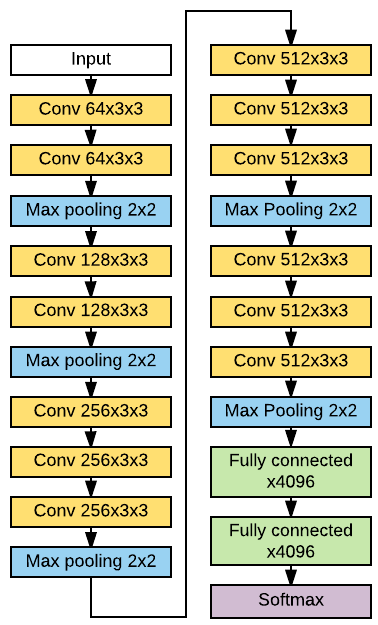 Input
Conv 64x3x3
Conv 64x3x3
Max pooling 2x2
Conv 128x3x3
Conv 128x3x3
Max pooling 2x2
Conv 256x3x3
Conv 256x3x3
Conv 256x3x3
Max pooling 2x2
Conv 512x3x3
Conv 512x3x3
Conv 512x3x3
Max Pooling 2x2
Conv 512x3x3
Conv 512x3x3
Conv 512x3x3
Max Pooling 2x2
Fully connected
x4096
Fully connected
x4096
Softmax